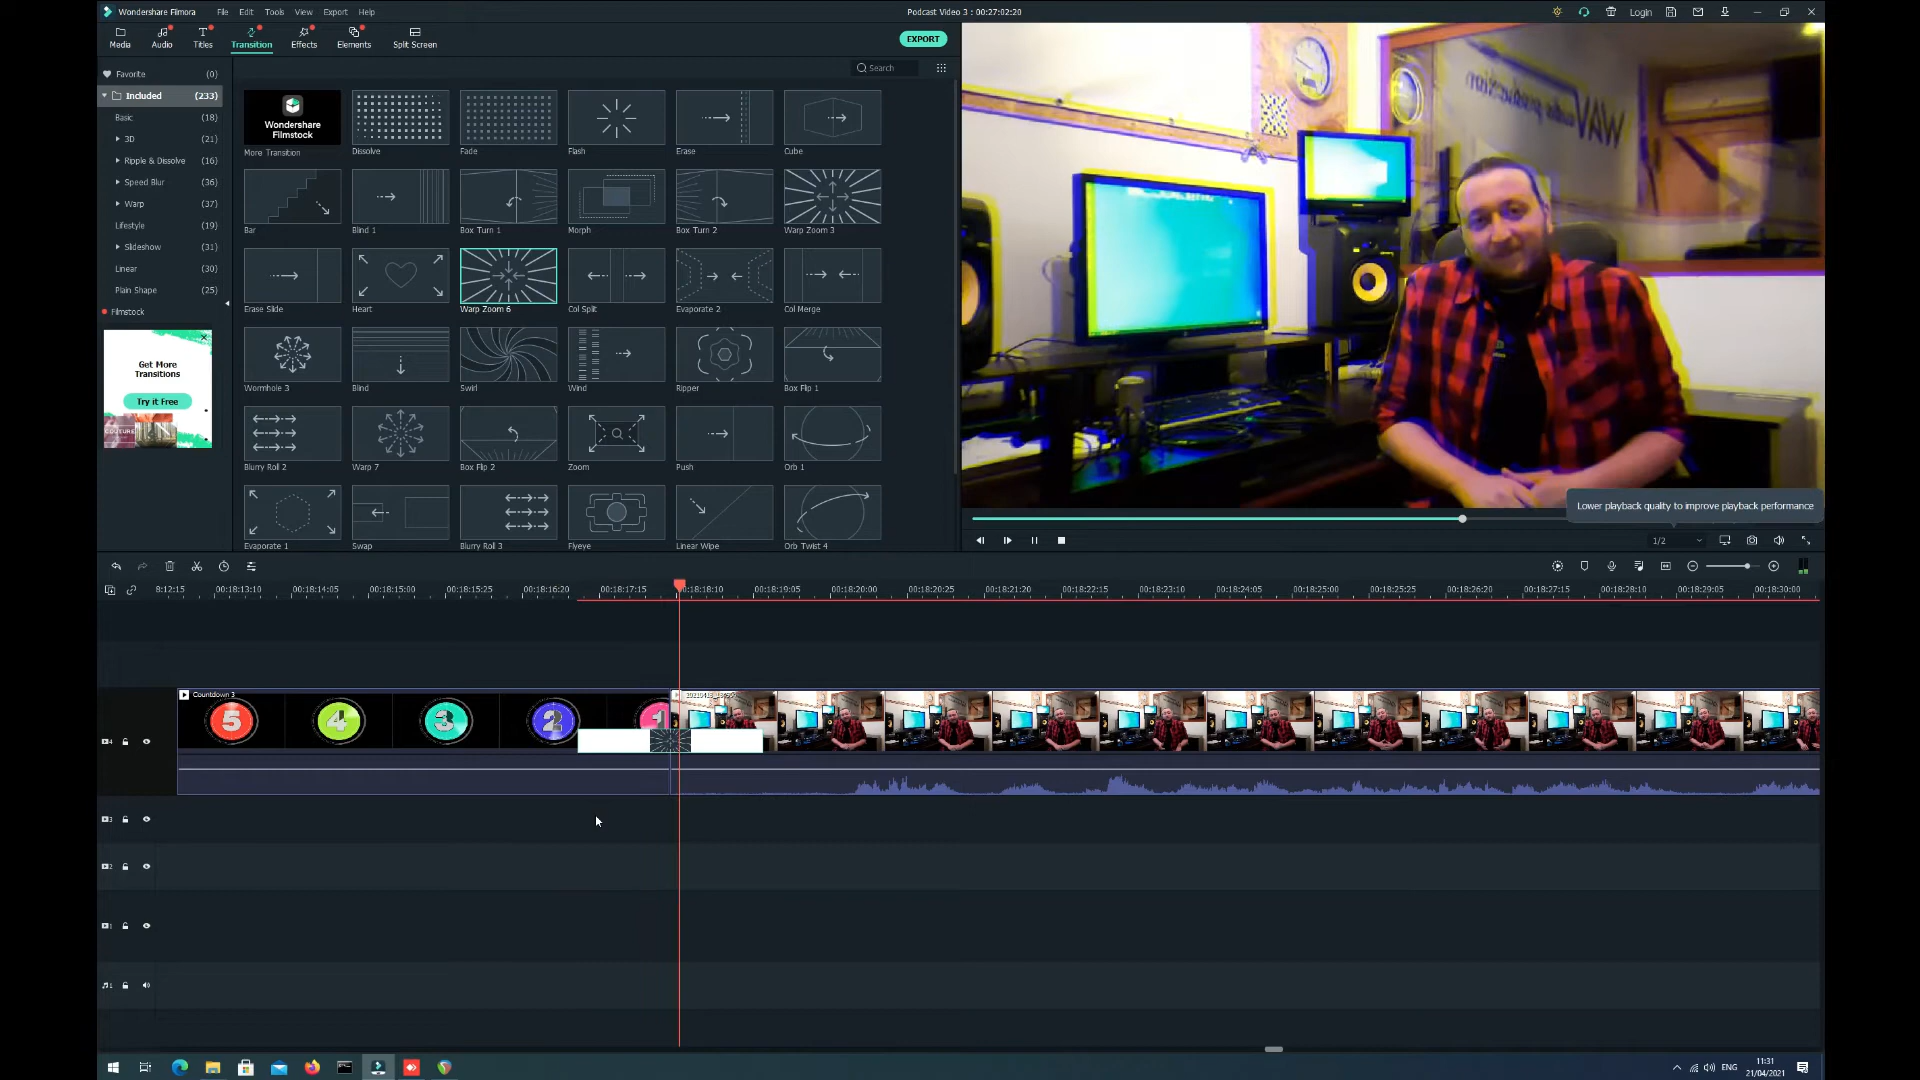 Wondershare Filmora
File
Edit
Tools
View
Export
Help
Podcast Video 3 : 00:27:02:20
Login
Media
Audio
Titles
Transition
Effects
Elements
Split Screen
EXPORT
Favorite (0)
Included (233)
Basic (18)
3D (21)
Ripple & Dissolve (16)
Speed Blur (36)
Warp (37)
Lifestyle (19)
Slideshow (31)
Linear (30)
Plain Shape (25)
Filmstock
Get More
Transitions
Try it Free
COUTURE
Search
Wondershare
Filmstock
More Transition
Dissolve
Fade
Flash
Erase
Cube
Bar
Blind 1
Box Turn 1
Morph
Box Turn 2
Warp Zoom 3
Erase Slide
Heart
Warp Zoom 6
Col Split
Evaporate 2
Col Merge
Wormhole 3
Blind
Swirl
Wind
Ripper
Box Flip 1
Blurry Roll 2
Warp 7
Box Flip 2
Zoom
Push
Orb 1
Evaporate 1
Swap
Blurry Roll 3
Flyeye
Linear Wipe
Orb Twist 4
Lower playback quality to improve playback performance
1/2
8:12:15
00:18:13:10
00:18:14:05
00:18:15:00
00:18:15:25
00:18:16:20
00:18:17:15
00:18:18:10
00:18:19:05
00:18:20:00
00:18:20:25
00:18:21:20
00:18:22:15
00:18:23:10
00:18:24:05
00:18:25:00
00:18:25:25
00:18:26:20
00:18:27:15
00:18:28:10
00:18:29:05
00:18:30:00
Countdown 3
5
4
3
2
1
4
3
2
1
1
ENG
11:31
21/04/2021